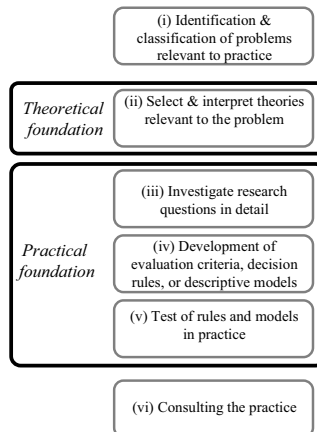 (i) Identification &
classification of problems
relevant to practice
Theoretical
foundation
(ii) Select & interpret theories
relevant to the problem
Practical
foundation
(iii) Investigate research
questions in detail
(iv) Development of
evaluation criteria, decision
rules, or descriptive models
(v) Test of rules and models
in practice
(vi) Consulting the practice